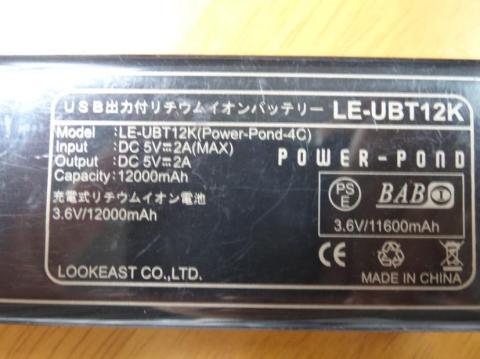 USB出力付リチウムイオンバッテリー LE-UBT12K
Model :LE-UBT12K(Power-Pond-4C)
Input :DC 5V⎓2A(MAX)
Output :DC 5V⎓2A
Capacity:12000mAh
POWER-POND
充電式リチウムイオン電池
3.6V/12000mAh
PS
E
BAB
3.6V/11600mAh
CE
LOOKEAST CO.,LTD.
MADE IN CHINA